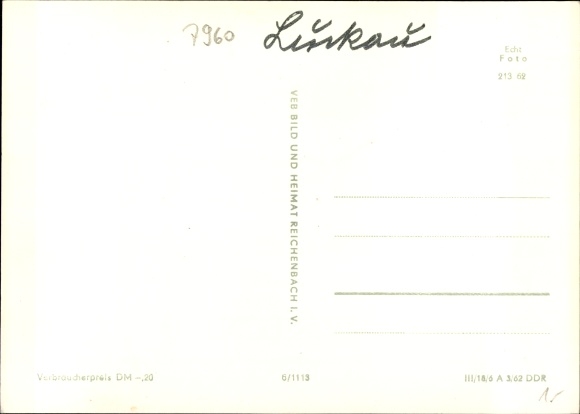 7960 Luckau
Echt
Foto
213 62
VEB BILD UND HEIMAT REICHENBACH I. V.
Verbraucherpreis DM -,20
6/1113
III/18/6 A 3/62 DDR
1,-